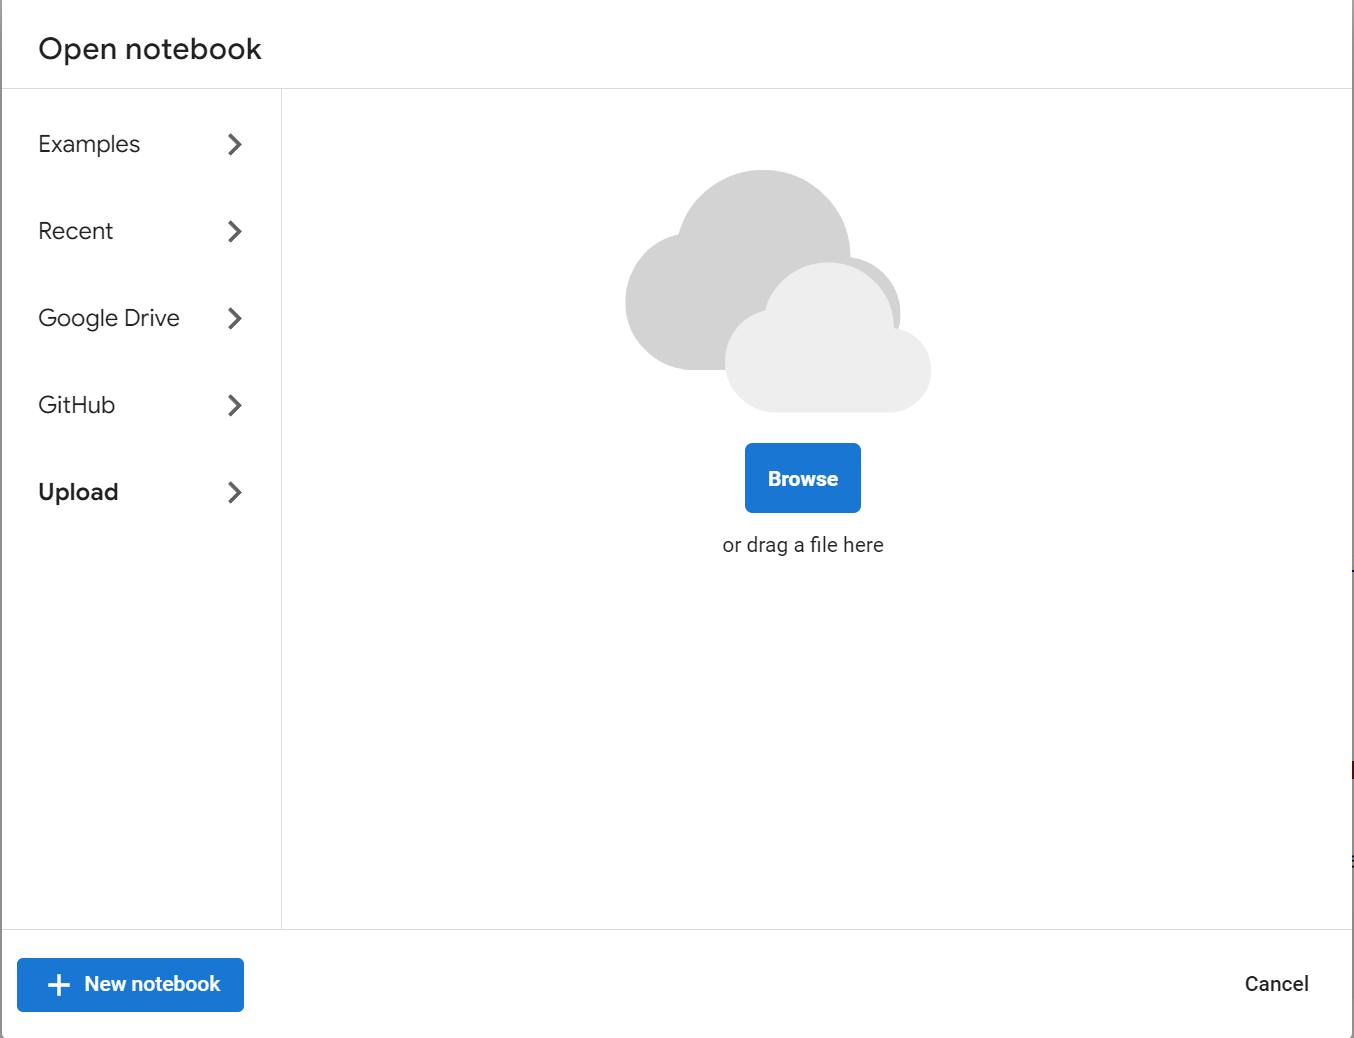 Open notebook
Examples
Recent
Google Drive
GitHub
Upload
Browse
or drag a file here
New notebook
Cancel